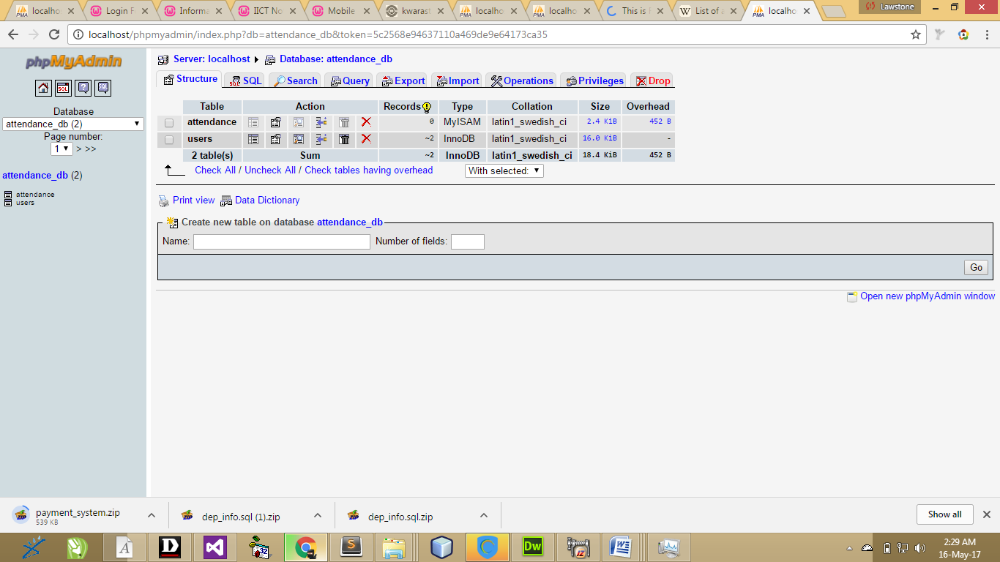 localho
Login F
Informa
IICT No
Mobile
kwarast
localho
localho
This is
List of a
localho
Lawstone
localhost/phpmyadmin/index.php?db=attendance_db&token=5c2568e94637110a469de9e64173ca35
phpMyAdmin
Database
attendance_db (2)
Page number:
1 > >>
attendance_db (2)
attendance
users
Server: localhost Database: attendance_db
Structure SQL Search Query Export Import Operations Privileges Drop
Table Action Records Type Collation Size Overhead
attendance 0 MyISAM latin1_swedish_ci 2.4 KiB 452 B
users ~2 InnoDB latin1_swedish_ci 16.0 KiB -
2 table(s) Sum ~2 InnoDB latin1_swedish_ci 18.4 KiB 452 B
Check All / Uncheck All / Check tables having overhead With selected:
Print view Data Dictionary
Create new table on database attendance_db
Name: Number of fields:
Go
Open new phpMyAdmin window
payment_system.zip
539 KB
dep_info.sql (1).zip
dep_info.sql.zip
Show all
2:29 AM
16-May-17